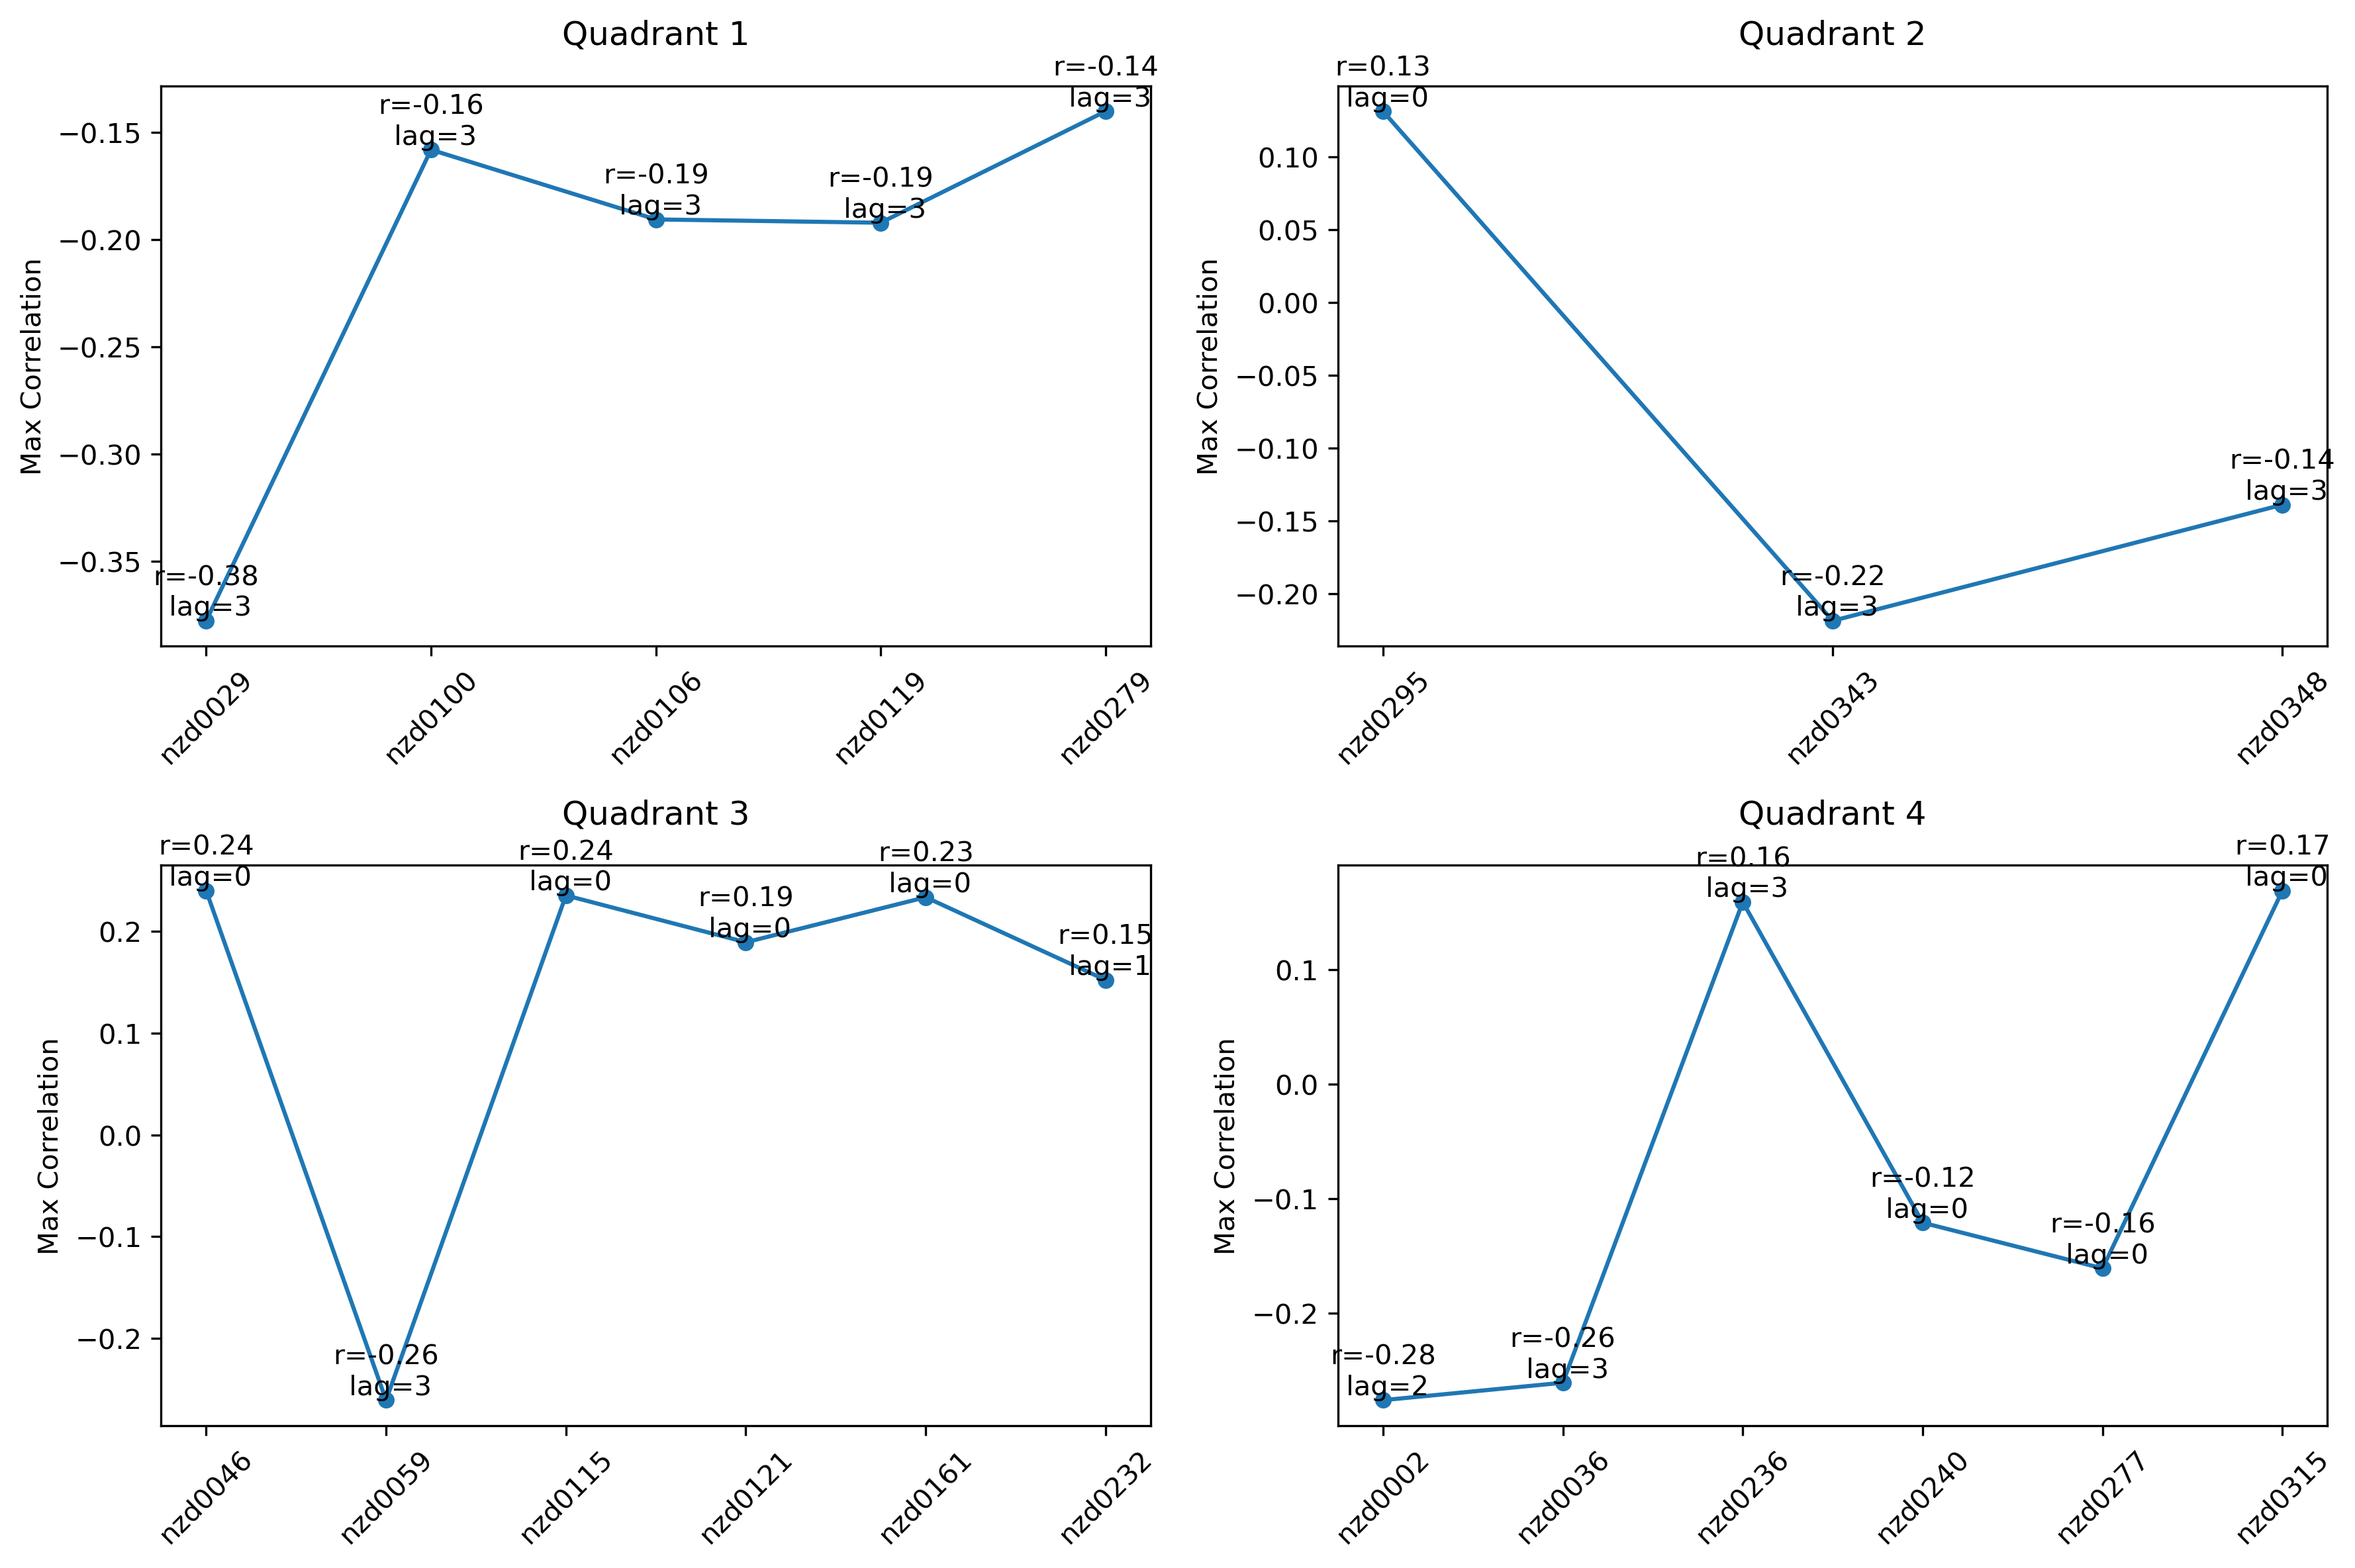 Quadrant 1
r=-0.14
lag=3
r=-0.16
lag=3
r=-0.19
lag=3
r=-0.19
lag=3
r=-0.38
lag=3
−0.15
−0.20
−0.25
−0.30
−0.35
Max Correlation
nzd0029
nzd0100
nzd0106
nzd0119
nzd0279
Quadrant 2
r=0.13
lag=0
r=-0.22
lag=3
r=-0.14
lag=3
0.10
0.05
0.00
−0.05
−0.10
−0.15
−0.20
Max Correlation
nzd0295
nzd0343
nzd0348
Quadrant 3
r=0.24
lag=0
r=-0.26
lag=3
r=0.24
lag=0
r=0.19
lag=0
r=0.23
lag=0
r=0.15
lag=1
0.2
0.1
0.0
−0.1
−0.2
Max Correlation
nzd0046
nzd0059
nzd0115
nzd0121
nzd0161
nzd0232
Quadrant 4
r=-0.28
lag=2
r=-0.26
lag=3
r=0.16
lag=3
r=-0.12
lag=0
r=-0.16
lag=0
r=0.17
lag=0
0.1
0.0
−0.1
−0.2
Max Correlation
nzd0002
nzd0036
nzd0236
nzd0240
nzd0277
nzd0315